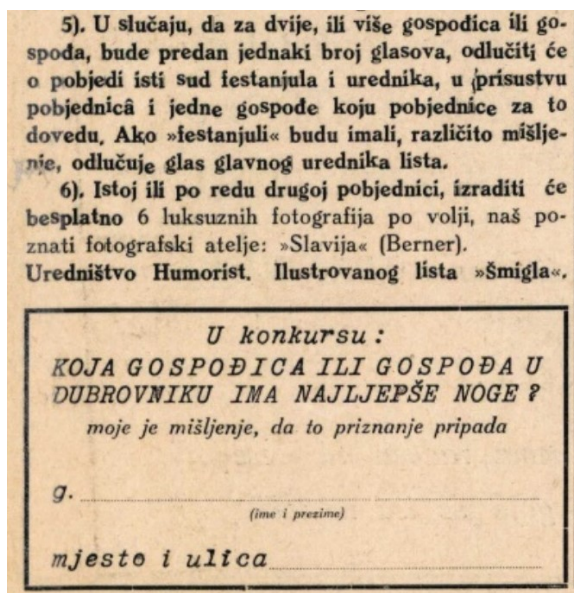 5). U slučaju, da za dvije, ili više gospođica ili go-
spođa, bude predan jednaki broj glasova, odlučiti će
o pobjedi isti sud festanjula i urednika, u prisustvu
pobjednicâ i jedne gospođe koju pobjednice za to
dovedu. Ako »festanjuli« budu imali, različito mišlje-
nje, odlučuje glas glavnog urednika lista.
6). Istoj ili po redu drugoj pobjednici, izraditi će
besplatno 6 luksuznih fotografija po volji, naš po-
znati fotografski atelje: »Slavija« (Berner).
Uredništvo Humorist. Ilustrovanog lista »Šmigla«.
U konkursu:
KOJA GOSPOĐICA ILI GOSPOĐA U
DUBROVNIKU IMA NAJLJEPŠE NOGE?
moje je mišljenje, da to priznanje pripada
g.
(ime i prezime)
mjesto i ulica